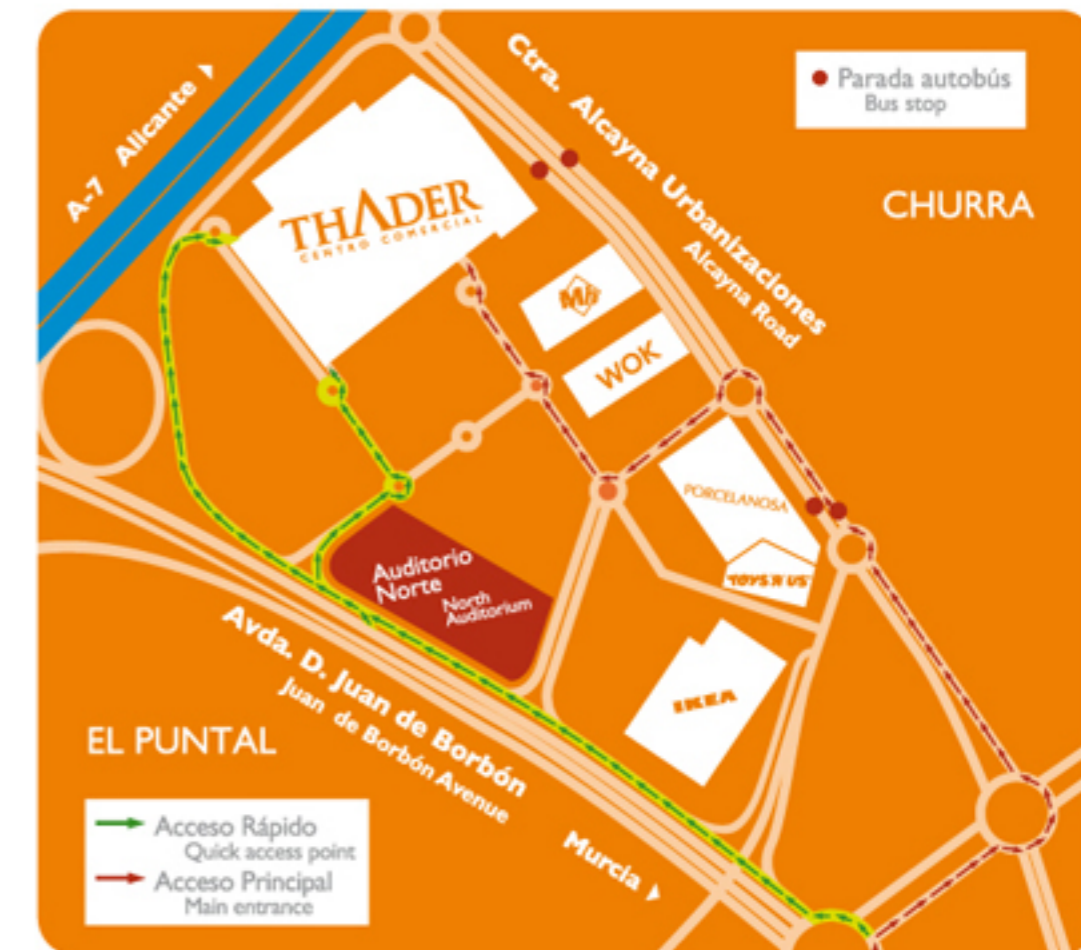 Parada autobús
Bus stop
A-7 Alicante
Ctra. Alcayna Urbanizaciones
Alcayna Road
CHURRA
THADER
CENTRO COMERCIAL
WOK
PORCELANOSA
TOYS R US
Auditorio
Norte
North
Auditorium
IKEA
Avda. D. Juan de Borbón
Juan de Borbón Avenue
EL PUNTAL
Murcia
Acceso Rápido
Quick access point
Acceso Principal
Main entrance